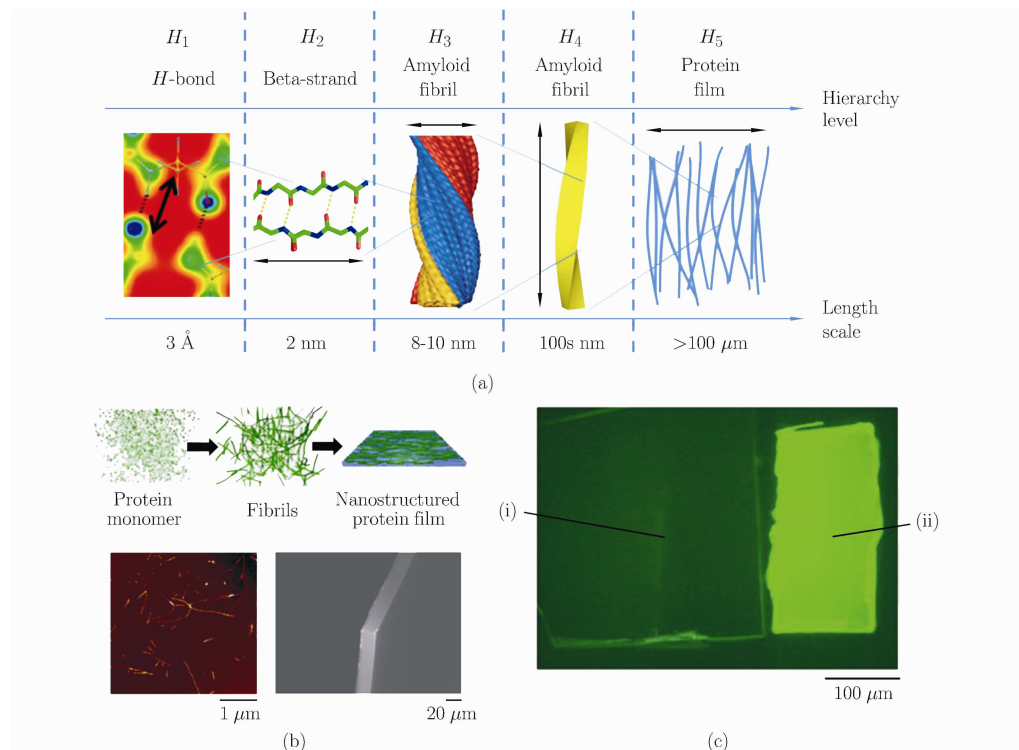 H₁ H₂ H₃ H₄ H₅
H-bond Beta-strand Amyloid fibril Amyloid fibril Protein film
Hierarchy
level
Length
scale
3 Å 2 nm 8-10 nm 100s nm >100 μm
(a)
Protein
monomer
Fibrils
Nanostructured
protein film
1 μm
20 μm
(b)
(i)
(ii)
100 μm
(c)